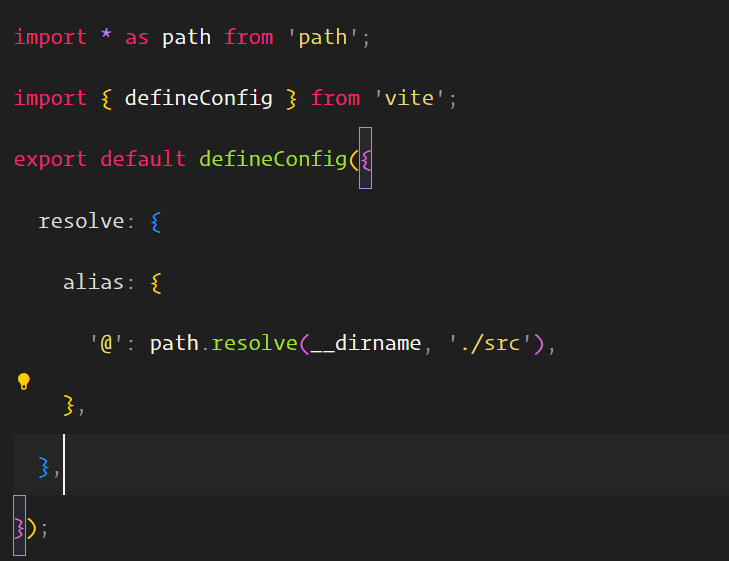 import * as path from 'path';
import { defineConfig } from 'vite';
export default defineConfig({
  resolve: {
    alias: {
      '@': path.resolve(__dirname, './src'),
    },
  },
});